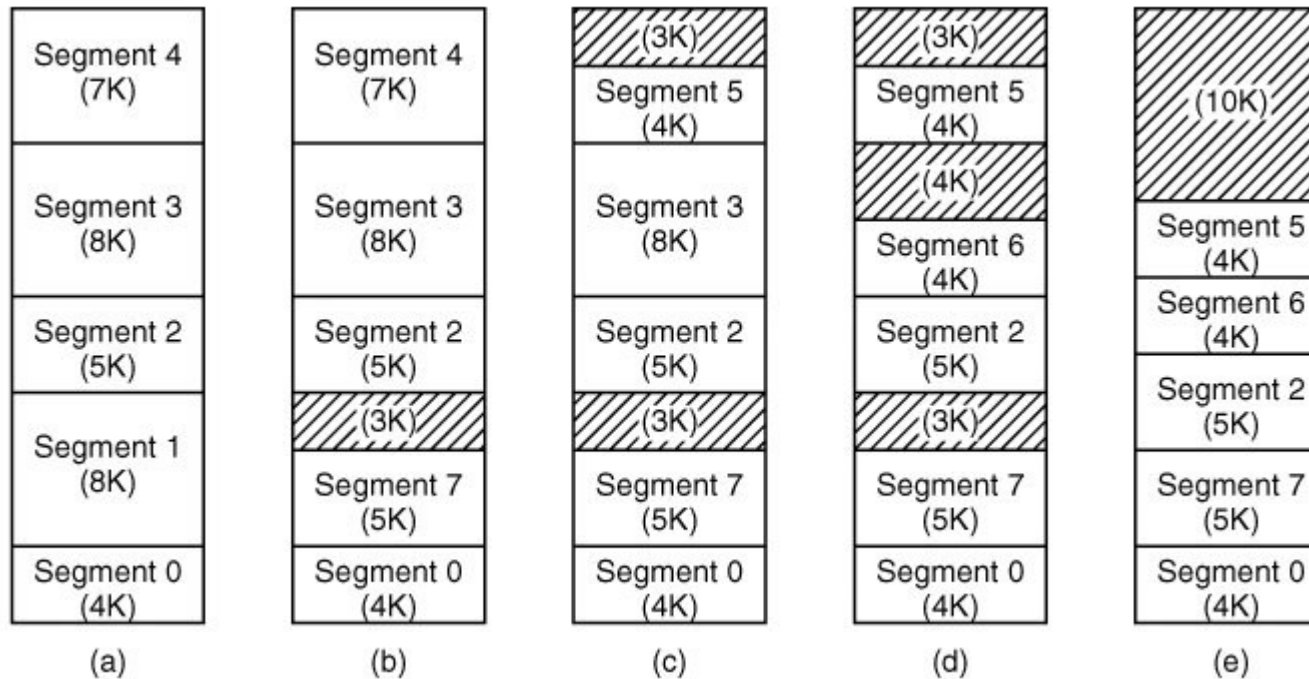 Segment 4
(7K)
Segment 3
(8K)
Segment 2
(5K)
Segment 1
(8K)
Segment 0
(4K)
(a)
Segment 4
(7K)
Segment 3
(8K)
Segment 2
(5K)
(3K)
Segment 7
(5K)
Segment 0
(4K)
(b)
(3K)
Segment 5
(4K)
Segment 3
(8K)
Segment 2
(5K)
(3K)
Segment 7
(5K)
Segment 0
(4K)
(c)
(3K)
Segment 5
(4K)
(4K)
Segment 6
(4K)
Segment 2
(5K)
(3K)
Segment 7
(5K)
Segment 0
(4K)
(d)
(10K)
Segment 5
(4K)
Segment 6
(4K)
Segment 2
(5K)
Segment 7
(5K)
Segment 0
(4K)
(e)